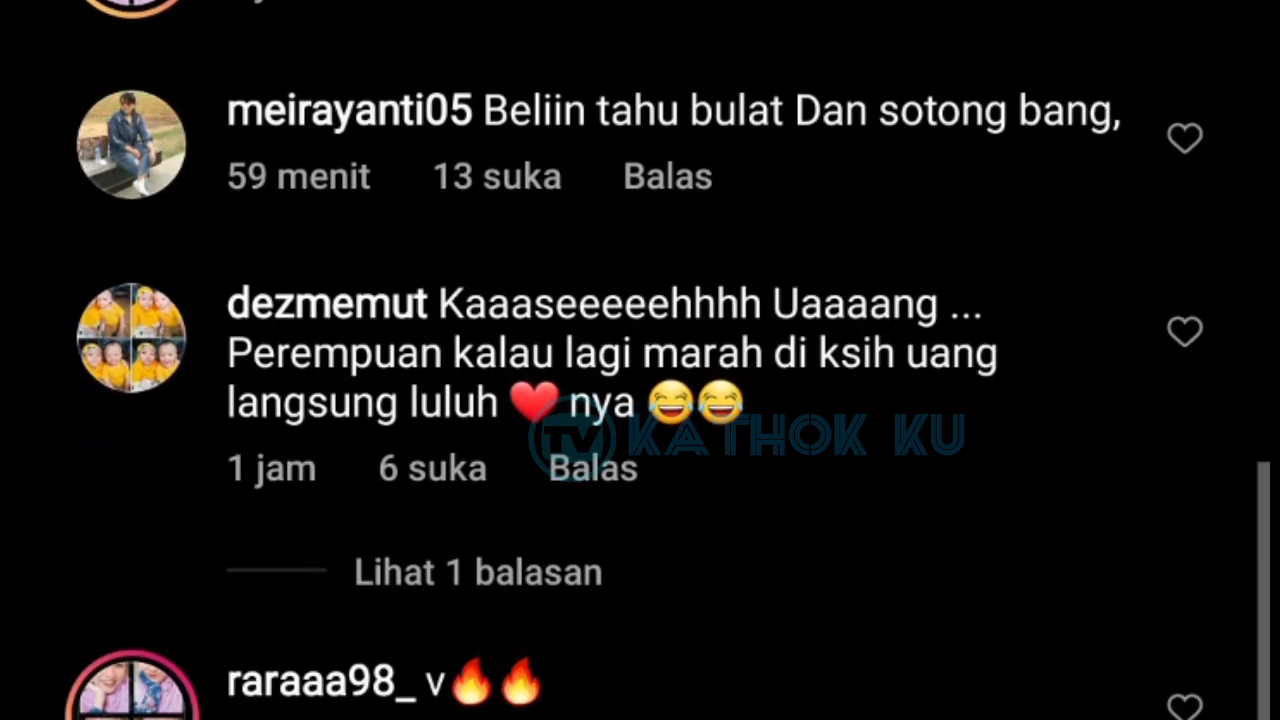 meirayanti05 Beliin tahu bulat Dan sotong bang,
59 menit 13 suka Balas
dezmemut Kaaaseeeeehhhh Uaaaang ...
Perempuan kalau lagi marah di ksih uang
langsung luluh ❤️ nya 😂😂
TV KATHOK KU
1 jam 6 suka Balas
Lihat 1 balasan
raraaa98_ v🔥🔥